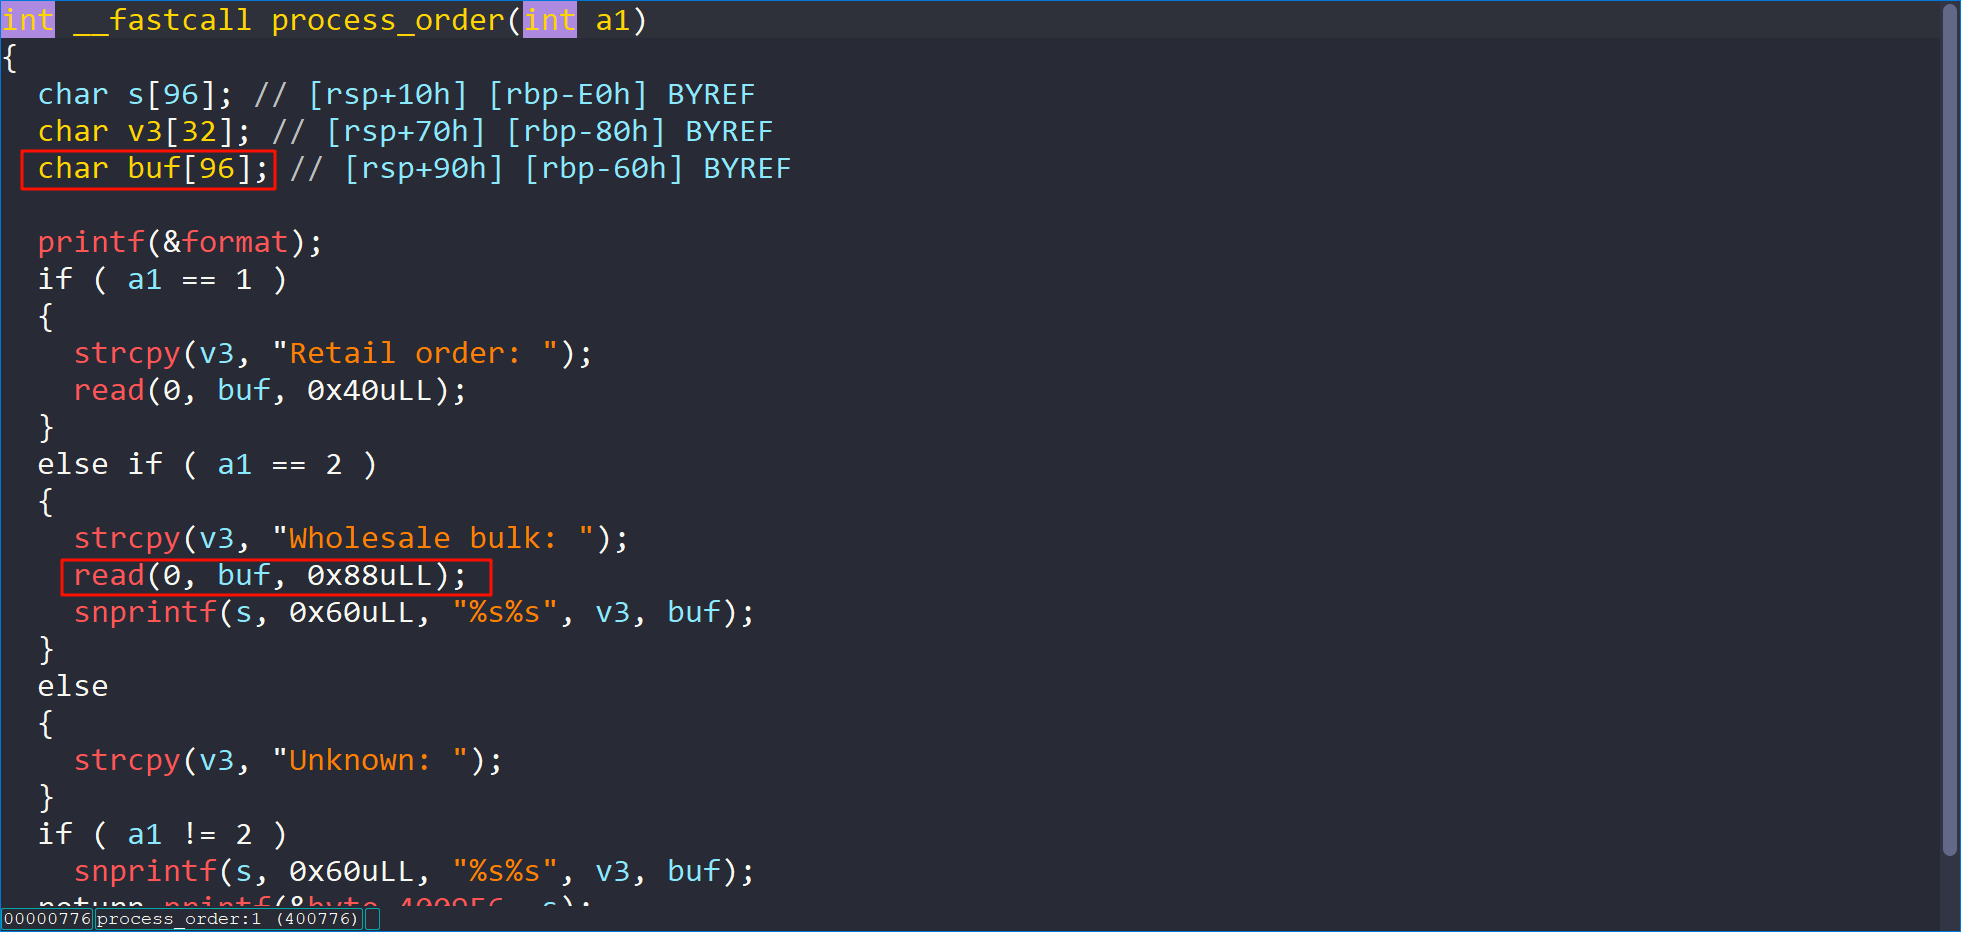 int __fastcall process_order(int a1)
{
  char s[96]; // [rsp+10h] [rbp-E0h] BYREF
  char v3[32]; // [rsp+70h] [rbp-80h] BYREF
  char buf[96]; // [rsp+90h] [rbp-60h] BYREF
  printf(&format);
  if ( a1 == 1 )
  {
    strcpy(v3, "Retail order: ");
    read(0, buf, 0x40uLL);
  }
  else if ( a1 == 2 )
  {
    strcpy(v3, "Wholesale bulk: ");
    read(0, buf, 0x88uLL);
    snprintf(s, 0x60uLL, "%s%s", v3, buf);
  }
  else
  {
    strcpy(v3, "Unknown: ");
  }
  if ( a1 != 2 )
    snprintf(s, 0x60uLL, "%s%s", v3, buf);
  return printf(
00000776 process_order:1 (400776)